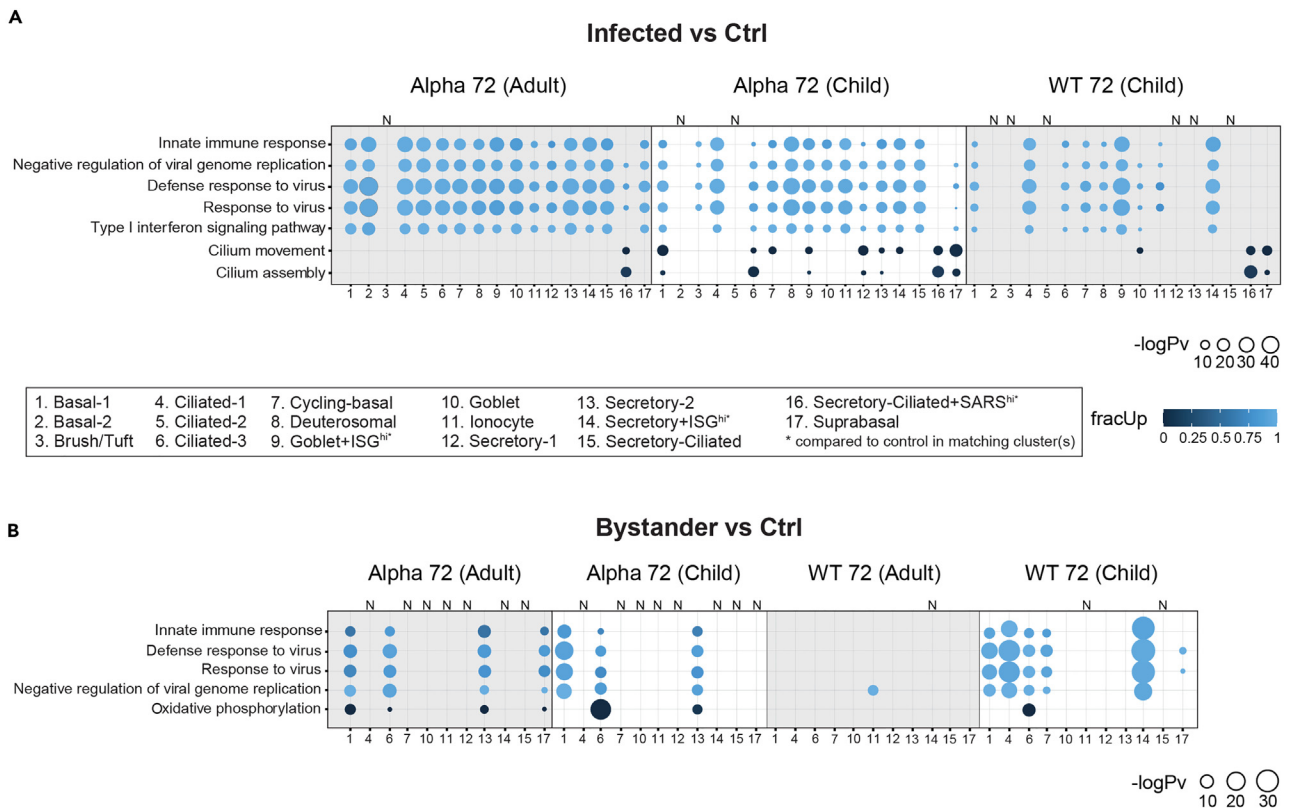 A
Infected vs Ctrl
Alpha 72 (Adult) Alpha 72 (Child) WT 72 (Child)
N N N N N N N N N
Innate immune response
Negative regulation of viral genome replication
Defense response to virus
Response to virus
Type I interferon signaling pathway
Cilium movement
Cilium assembly
1 2 3 4 5 6 7 8 9 10 11 12 13 14 15 16 17 1 2 3 4 5 6 7 8 9 10 11 12 13 14 15 16 17 1 2 3 4 5 6 7 8 9 10 11 12 13 14 15 16 17
-logPv
10 20 30 40
1. Basal-1 4. Ciliated-1 7. Cycling-basal 10. Goblet 13. Secretory-2 16. Secretory-Ciliated+SARShi*
2. Basal-2 5. Ciliated-2 8. Deuterosomal 11. Ionocyte 14. Secretory+ISGhi* 17. Suprabasal
3. Brush/Tuft 6. Ciliated-3 9. Goblet+ISGhi* 12. Secretory-1 15. Secretory-Ciliated * compared to control in matching cluster(s)
fracUp
0 0.25 0.5 0.75 1
B
Bystander vs Ctrl
Alpha 72 (Adult) Alpha 72 (Child) WT 72 (Adult) WT 72 (Child)
N N N N N N N N N N N N N N N N N N
Innate immune response
Defense response to virus
Response to virus
Negative regulation of viral genome replication
Oxidative phosphorylation
1 4 6 7 10 11 12 13 14 15 17 1 4 6 7 10 11 12 13 14 15 17 1 4 6 7 10 11 12 13 14 15 17 1 4 6 7 10 11 12 13 14 15 17
-logPv
10 20 30